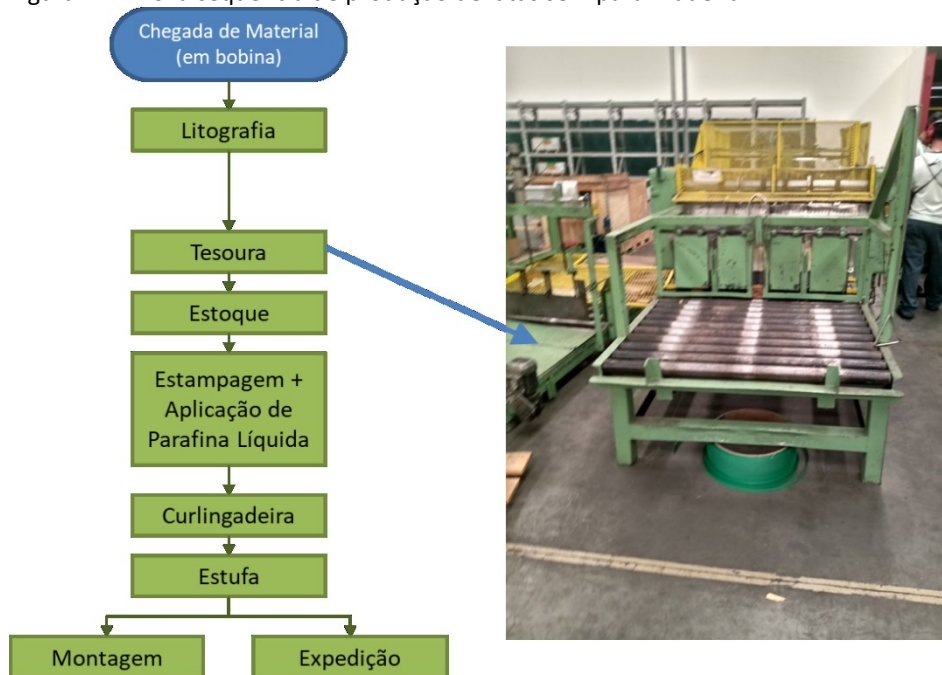 Chegada de Material
(em bobina)
Litografia
Tesoura
Estoque
Estampagem +
Aplicação de
Parafina Líquida
Curlingadeira
Estufa
Montagem
Expedição